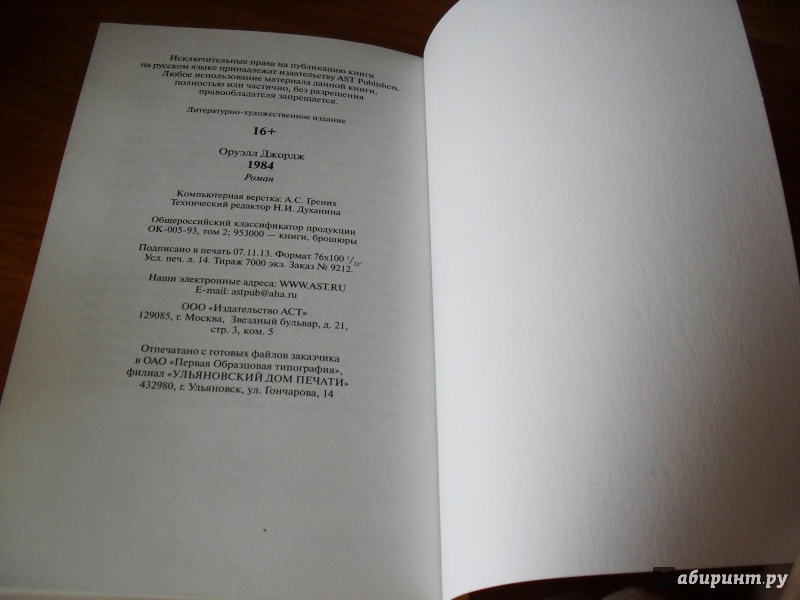 Исключительные права на публикацию книги
на русском языке принадлежат издательству AST Publishers.
Любое использование материала данной книги,
полностью или частично, без разрешения
правообладателя запрещается.
Литературно-художественное издание
16+
Оруэлл Джордж
1984
Роман
Компьютерная верстка: А.С. Грених
Технический редактор Н.И. Духанина
Общероссийский классификатор продукции
ОК-005-93, том 2; 953000 — книги, брошюры
Подписано в печать 07.11.13. Формат 76х100 1/32.
Усл. печ. л. 14. Тираж 7000 экз. Заказ № 9212.
Наши электронные адреса: WWW.AST.RU
E-mail: astpub@aha.ru
ООО «Издательство АСТ»
129085, г. Москва, Звездный бульвар, д. 21,
стр. 3, ком. 5
Отпечатано с готовых файлов заказчика
в ОАО «Первая Образцовая типография»,
филиал «УЛЬЯНОВСКИЙ ДОМ ПЕЧАТИ»
432980, г. Ульяновск, ул. Гончарова, 14
абиринт.ру